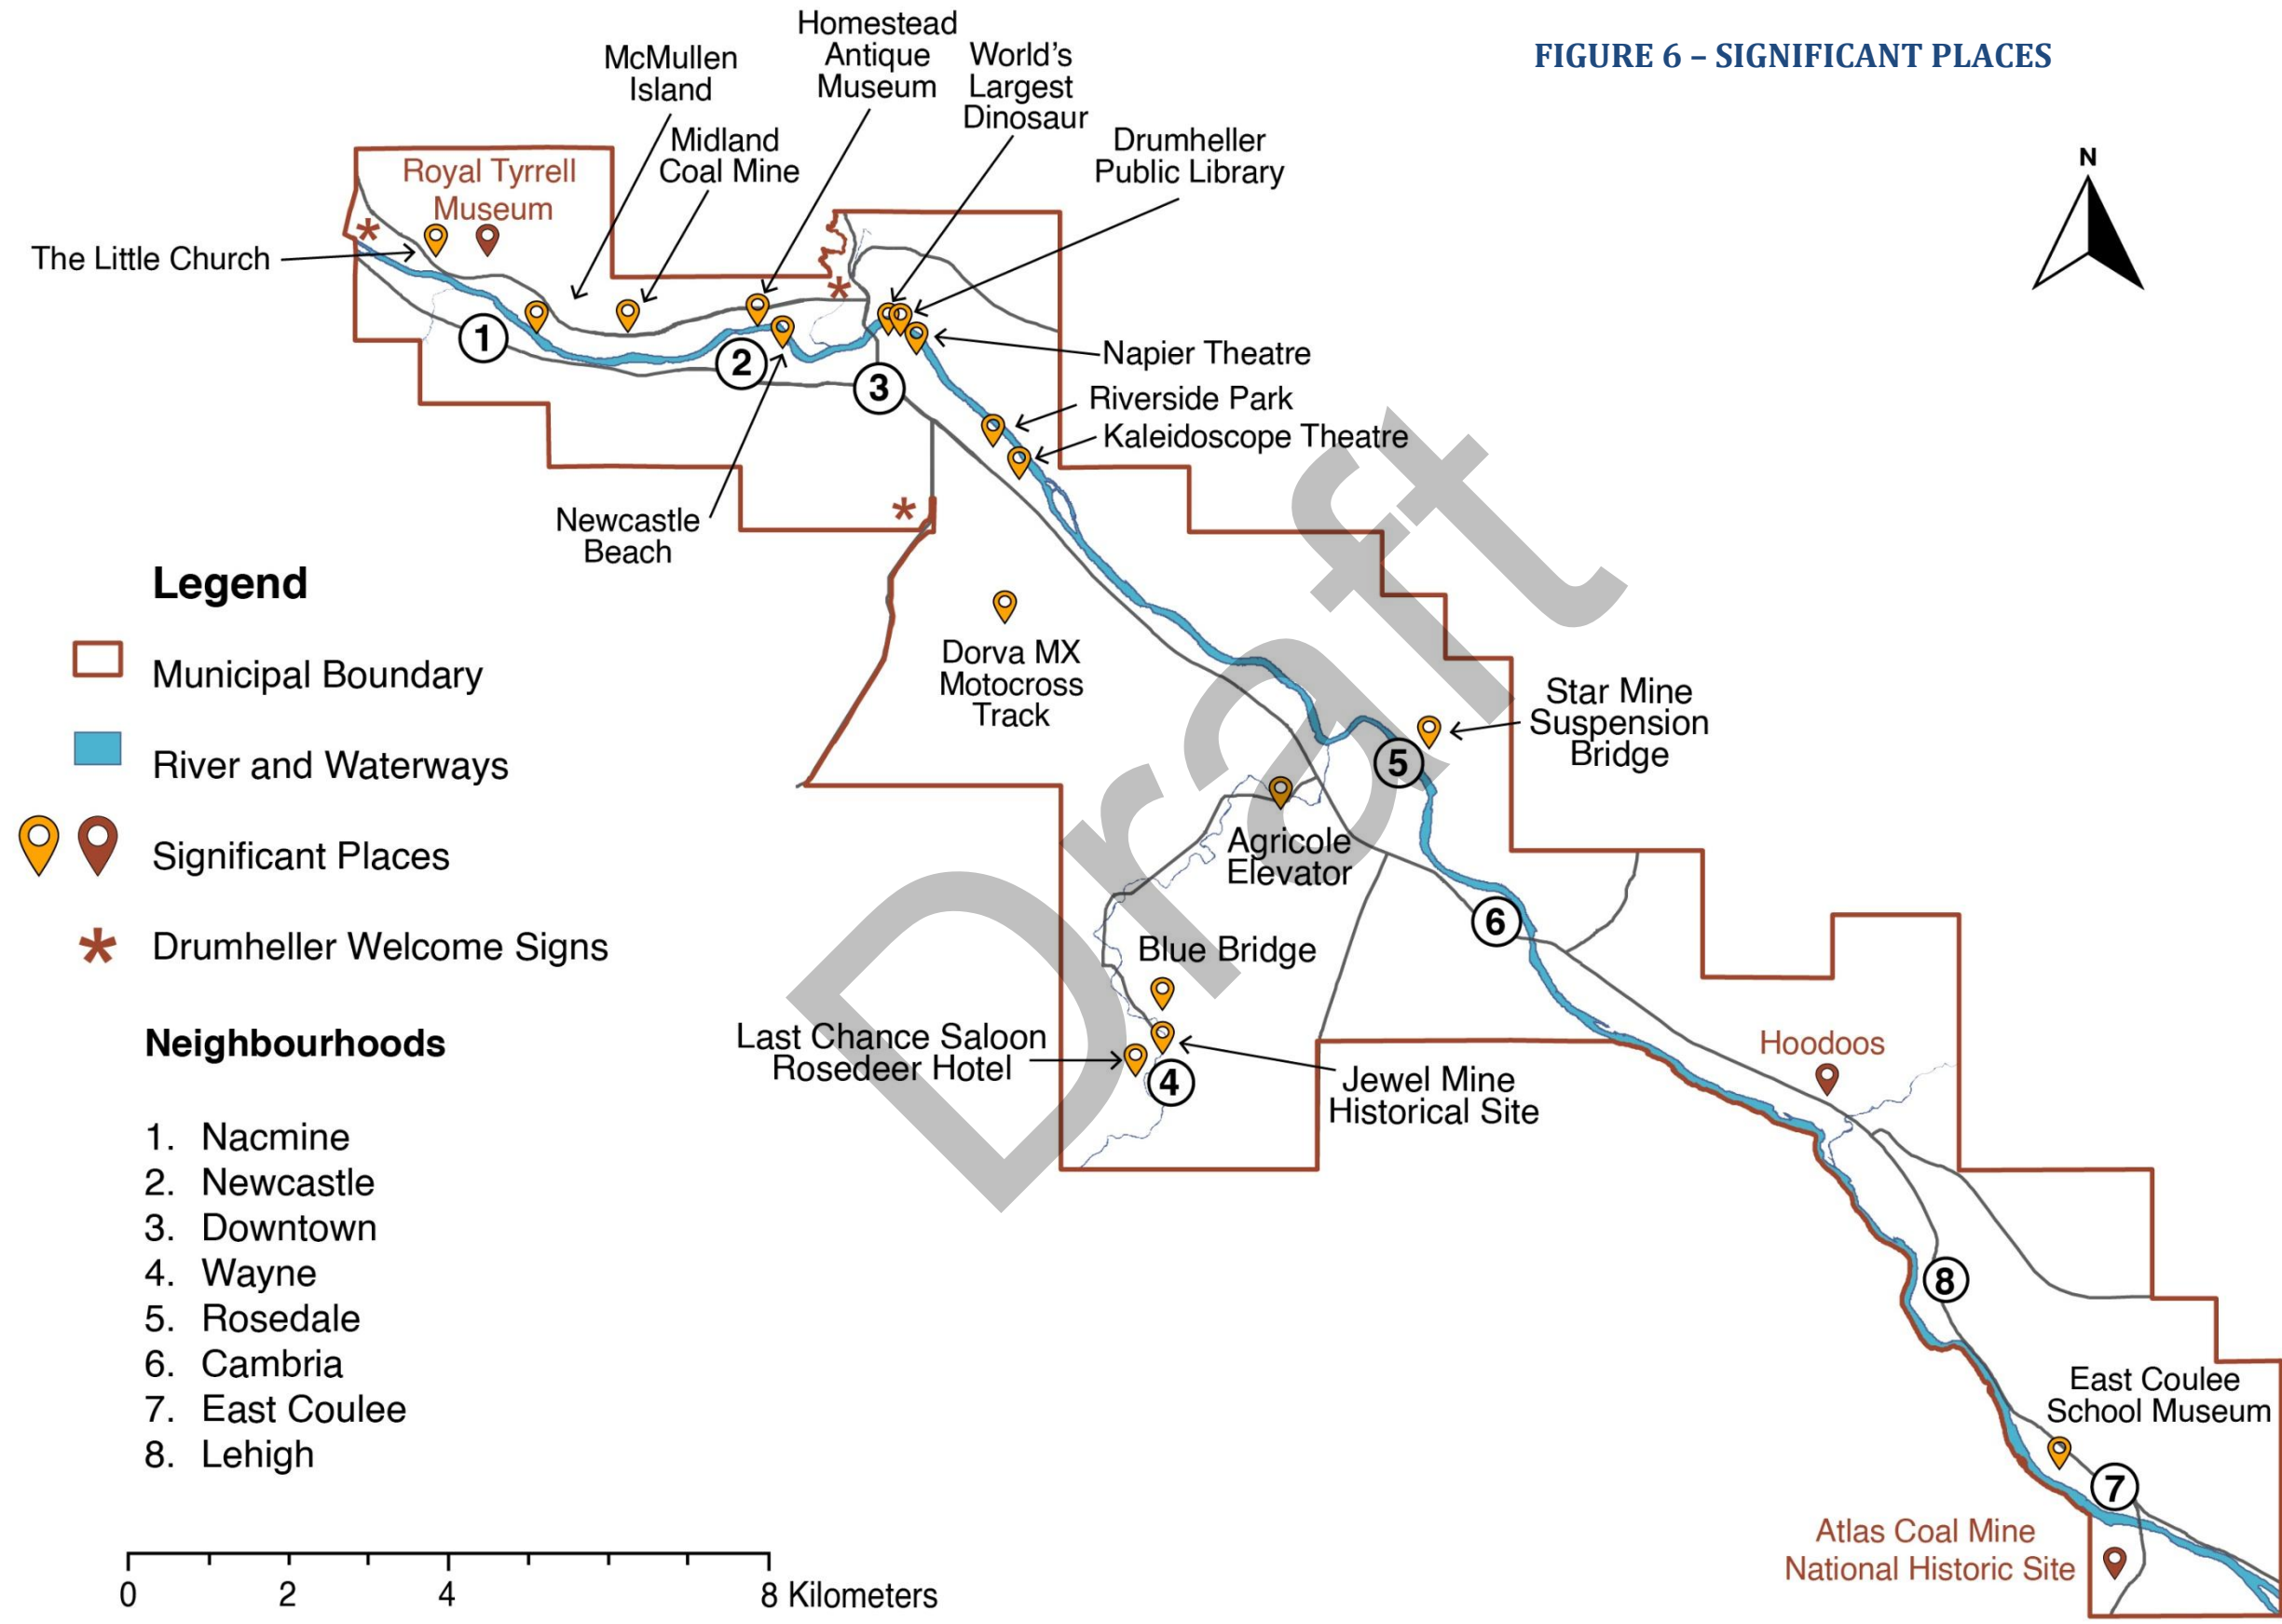 FIGURE 6 – SIGNIFICANT PLACES
Homestead
Antique
Museum
World's
Largest
Dinosaur
McMullen
Island
Midland
Coal Mine
Drumheller
Public Library
N
Royal Tyrrell
Museum
*
The Little Church
*
1
2
3
Napier Theatre
Riverside Park
Kaleidoscope Theatre
Newcastle
Beach
*
Dorva MX
Motocross
Track
Star Mine
Suspension
Bridge
5
Agricole
Elevator
6
Blue Bridge
Last Chance Saloon
Rosedeer Hotel
4
Jewel Mine
Historical Site
Hoodoos
8
East Coulee
School Museum
7
Atlas Coal Mine
National Historic Site
Draft
Legend
Municipal Boundary
River and Waterways
Significant Places
* Drumheller Welcome Signs
Neighbourhoods
1. Nacmine
2. Newcastle
3. Downtown
4. Wayne
5. Rosedale
6. Cambria
7. East Coulee
8. Lehigh
0 2 4 8 Kilometers